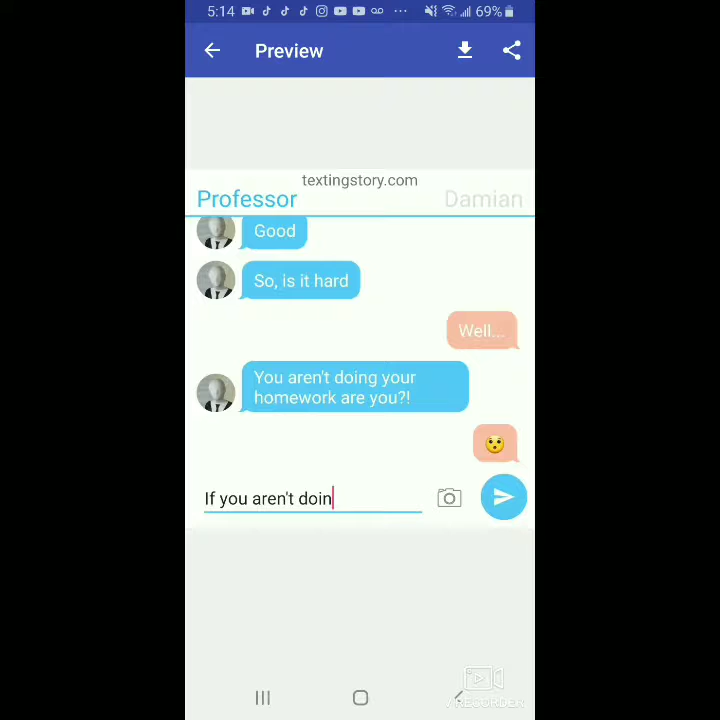 5:14
69%
Preview
textingstory.com
Professor
Damian
Good
So, is it hard
Well...
You aren't doing your
homework are you?!
If you aren't doin
RECORDER